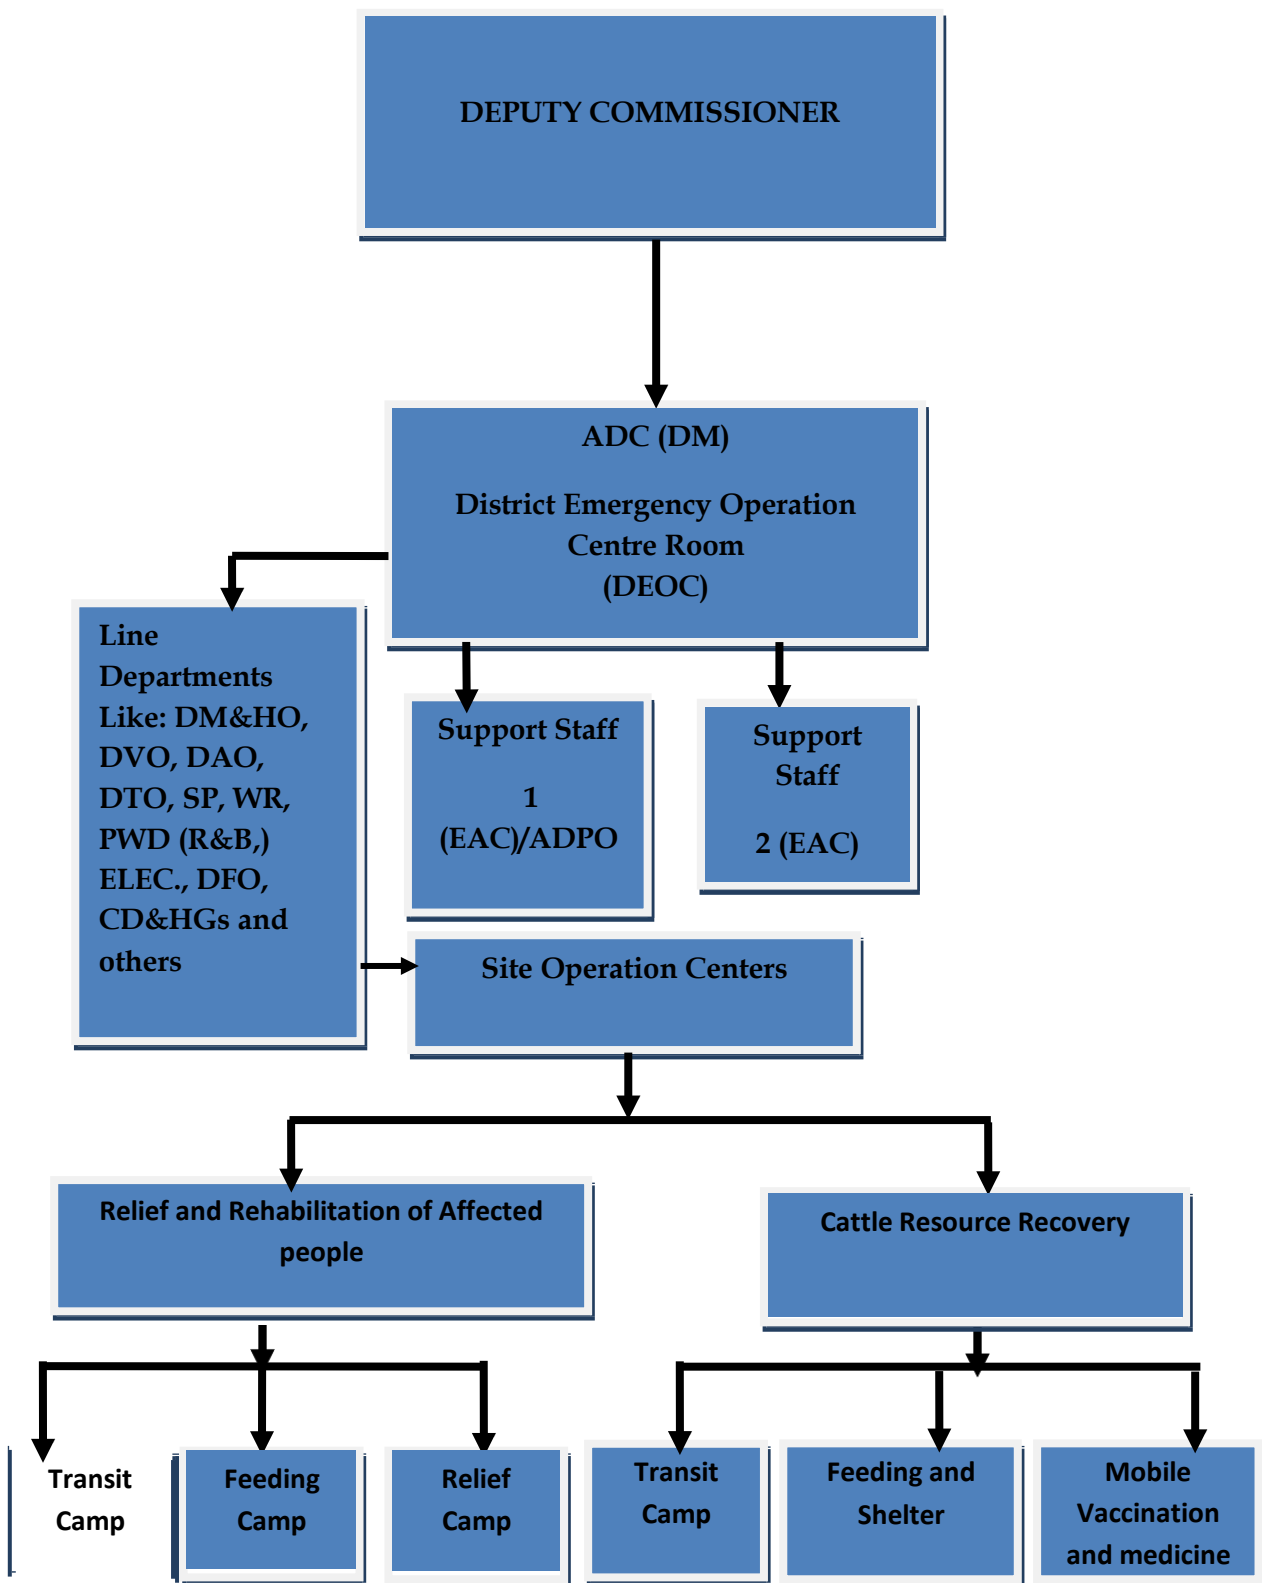 DEPUTY COMMISSIONER
ADC (DM)
District Emergency Operation
Centre Room
(DEOC)
Line
Departments
Like: DM&HO,
DVO, DAO,
DTO, SP, WR,
PWD (R&B,)
ELEC., DFO,
CD&HGs and
others
Support Staff
1
(EAC)/ADPO
Support
Staff
2 (EAC)
Site Operation Centers
Relief and Rehabilitation of Affected
people
Cattle Resource Recovery
Transit
Camp
Feeding
Camp
Relief
Camp
Transit
Camp
Feeding and
Shelter
Mobile
Vaccination
and medicine